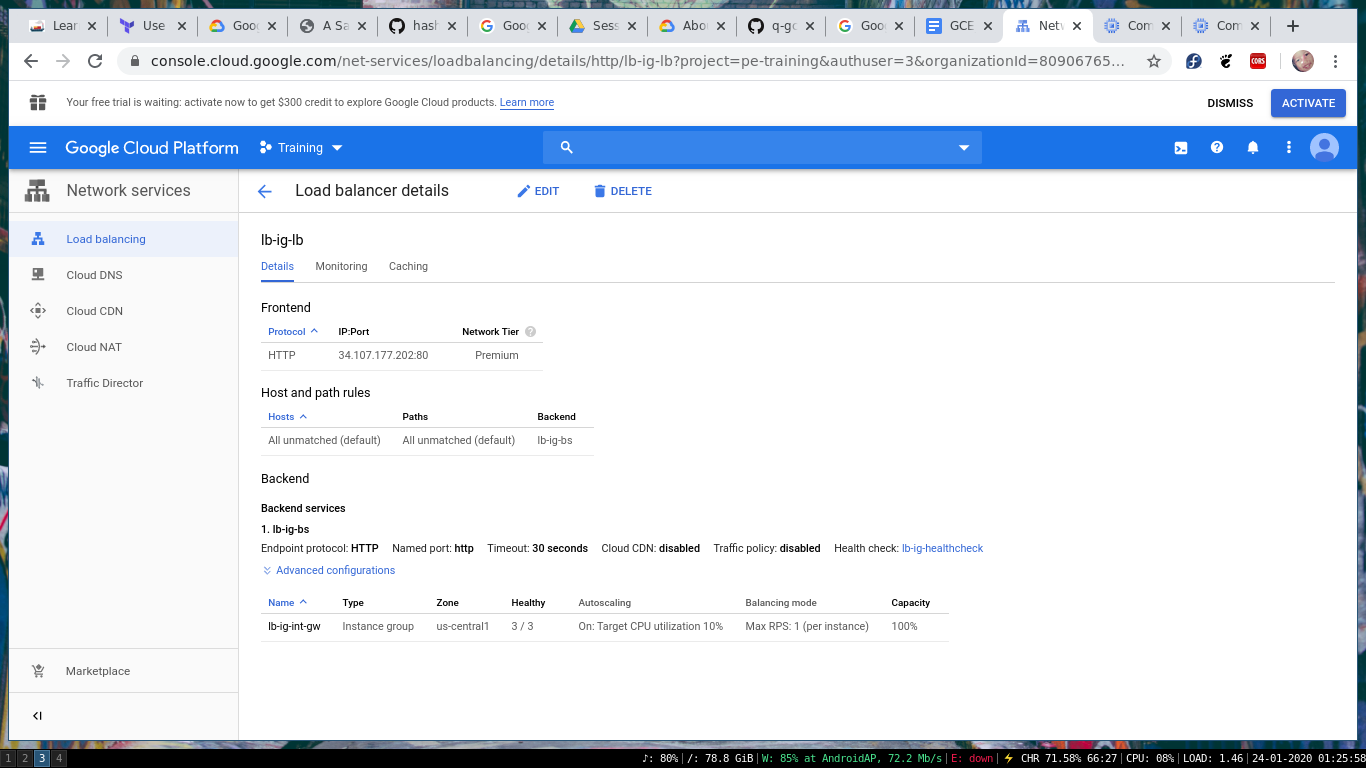 Lear Use Goog A Sa hash Goog Sess Abo q-go Goo GCE Net Com Com
console.cloud.google.com/net-services/loadbalancing/details/http/lb-ig-lb?project=pe-training&authuser=3&organizationId=80906765...
Your free trial is waiting: activate now to get $300 credit to explore Google Cloud products. Learn more DISMISS ACTIVATE
Google Cloud Platform Training
Network services Load balancer details EDIT DELETE
Load balancing
Cloud DNS
Cloud CDN
Cloud NAT
Traffic Director
Marketplace
lb-ig-lb
Details Monitoring Caching
Frontend
Protocol IP:Port Network Tier ?
HTTP 34.107.177.202:80 Premium
Host and path rules
Hosts Paths Backend
All unmatched (default) All unmatched (default) lb-ig-bs
Backend
Backend services
1. lb-ig-bs
Endpoint protocol: HTTP Named port: http Timeout: 30 seconds Cloud CDN: disabled Traffic policy: disabled Health check: lb-ig-healthcheck
Advanced configurations
Name Type Zone Healthy Autoscaling Balancing mode Capacity
lb-ig-int-gw Instance group us-central1 3 / 3 On: Target CPU utilization 10% Max RPS: 1 (per instance) 100%
1 2 3 4 ♪: 80%|/: 78.8 GiB|W: 85% at AndroidAP, 72.2 Mb/s|E: down|⚡ CHR 71.58% 66:27|CPU: 08%|LOAD: 1.46|24-01-2020 01:25:58